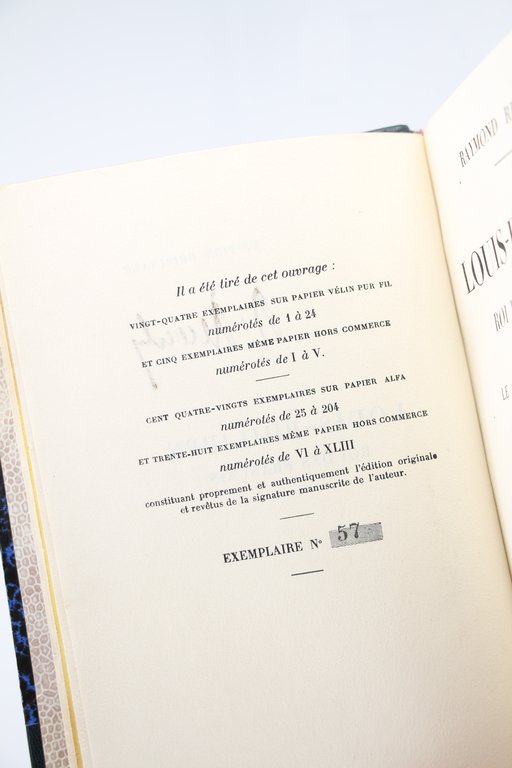 Il a été tiré de cet ouvrage :
VINGT-QUATRE EXEMPLAIRES SUR PAPIER VÉLIN PUR FIL
numérotés de 1 à 24
ET CINQ EXEMPLAIRES MÊME PAPIER HORS COMMERCE
numérotés de I à V.
CENT QUATRE-VINGTS EXEMPLAIRES SUR PAPIER ALFA
numérotés de 25 à 204
ET TRENTE-HUIT EXEMPLAIRES MÊME PAPIER HORS COMMERCE
numérotés de VI à XLIII
constituant proprement et authentiquement l'édition originale
et revêtus de la signature manuscrite de l'auteur.
EXEMPLAIRE N° 57
RAYMOND
LOUIS-
ROI
LE